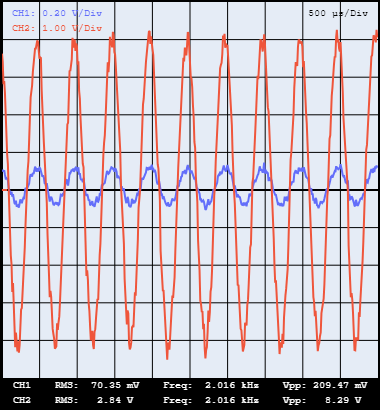 CH1: 0.20 V/Div 500 µs/Div
CH2: 1.00 V/Div
CH1 RMS: 70.35 mV Freq: 2.016 kHz Vpp: 209.47 mV
CH2 RMS: 2.84 V Freq: 2.016 kHz Vpp: 8.29 V